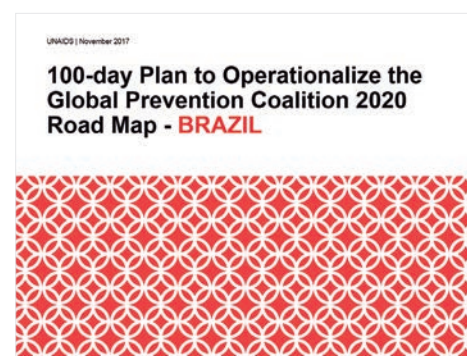 UNAIDS | November 2017
100-day Plan to Operationalize the
Global Prevention Coalition 2020
Road Map - BRAZIL